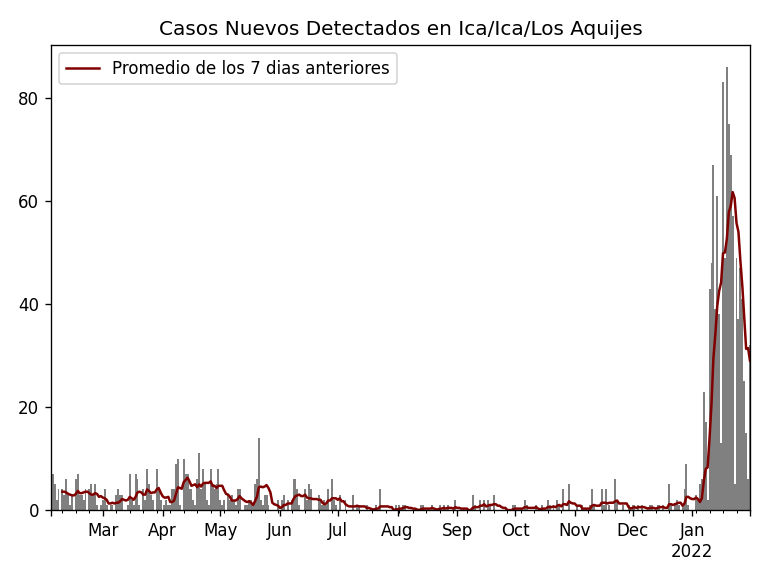 Casos Nuevos Detectados en Ica/Ica/Los Aquijes
Promedio de los 7 dias anteriores
80
60
40
20
0
Mar Apr May Jun Jul Aug Sep Oct Nov Dec Jan
2022